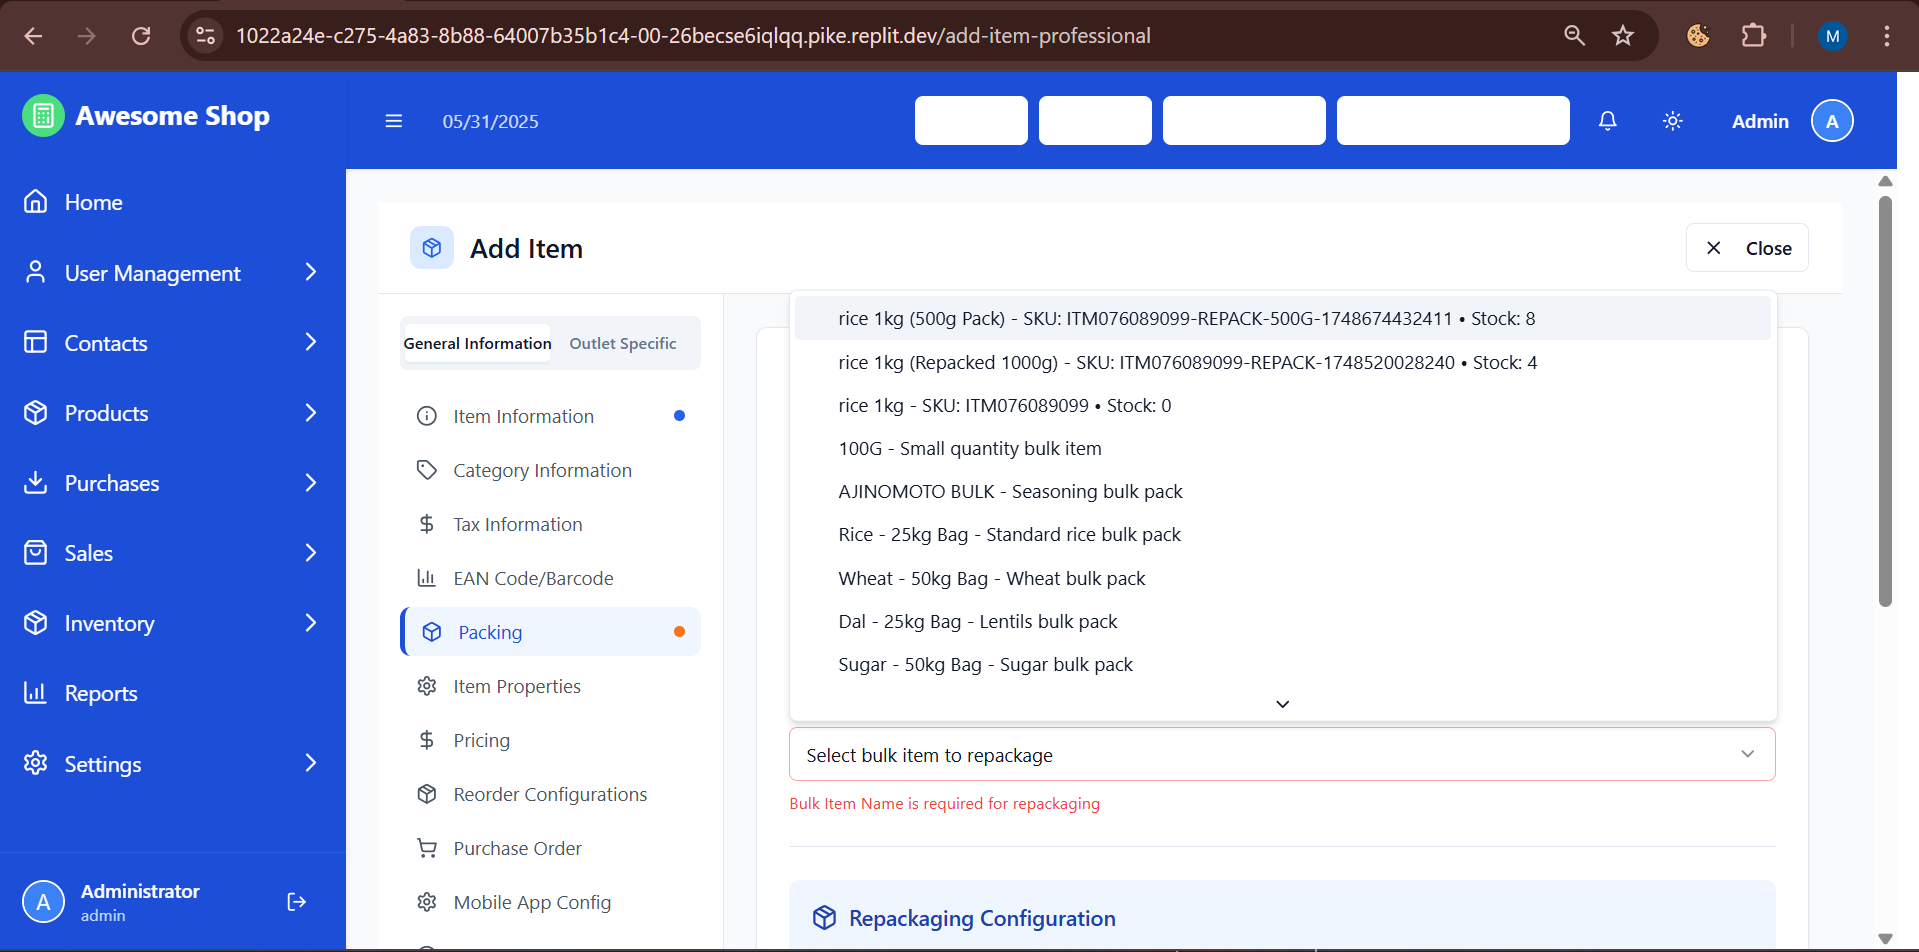 1022a24e-c275-4a83-8b88-64007b35b1c4-00-26becse6iqlqq.pike.replit.dev/add-item-professional
M
Awesome Shop
05/31/2025
Admin
A
Home
User Management
Contacts
Products
Purchases
Sales
Inventory
Reports
Settings
A
Administrator
admin
Add Item
Close
General Information
Outlet Specific
Item Information
Category Information
Tax Information
EAN Code/Barcode
Packing
Item Properties
Pricing
Reorder Configurations
Purchase Order
Mobile App Config
rice 1kg (500g Pack) - SKU: ITM076089099-REPACK-500G-1748674432411 • Stock: 8
rice 1kg (Repacked 1000g) - SKU: ITM076089099-REPACK-1748520028240 • Stock: 4
rice 1kg - SKU: ITM076089099 • Stock: 0
100G - Small quantity bulk item
AJINOMOTO BULK - Seasoning bulk pack
Rice - 25kg Bag - Standard rice bulk pack
Wheat - 50kg Bag - Wheat bulk pack
Dal - 25kg Bag - Lentils bulk pack
Sugar - 50kg Bag - Sugar bulk pack
Select bulk item to repackage
Bulk Item Name is required for repackaging
Repackaging Configuration